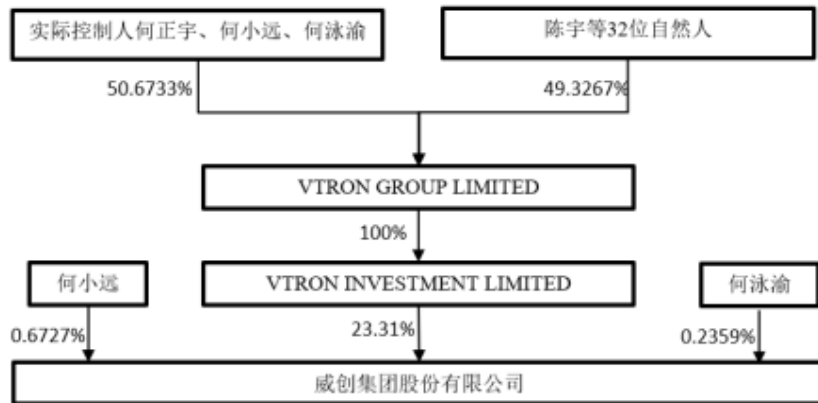 实际控制人何正宇、何小远、何泳渝
陈宇等32位自然人
50.6733%
49.3267%
VTRON GROUP LIMITED
100%
何小远
VTRON INVESTMENT LIMITED
何泳渝
0.6727%
23.31%
0.2359%
威创集团股份有限公司